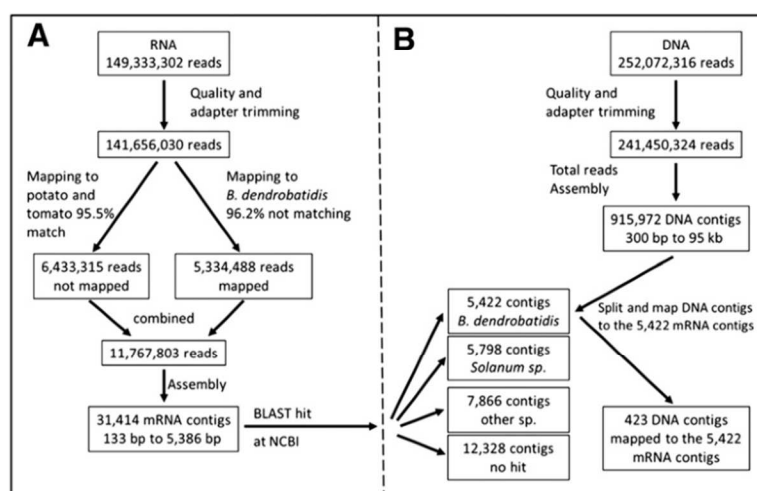 A
RNA
149,333,302 reads
Quality and
adapter trimming
141,656,030 reads
Mapping to
potato and
tomato 95.5%
match
Mapping to
B. dendrobatidis
96.2% not matching
6,433,315 reads
not mapped
5,334,488 reads
mapped
combined
11,767,803 reads
Assembly
31,414 mRNA contigs
133 bp to 5,386 bp
BLAST hit
at NCBI
B
DNA
252,072,316 reads
Quality and
adapter trimming
241,450,324 reads
Total reads
Assembly
915,972 DNA contigs
300 bp to 95 kb
5,422 contigs
B. dendrobatidis
Split and map DNA contigs
to the 5,422 mRNA contigs
5,798 contigs
Solanum sp.
7,866 contigs
other sp.
12,328 contigs
no hit
423 DNA contigs
mapped to the 5,422
mRNA contigs